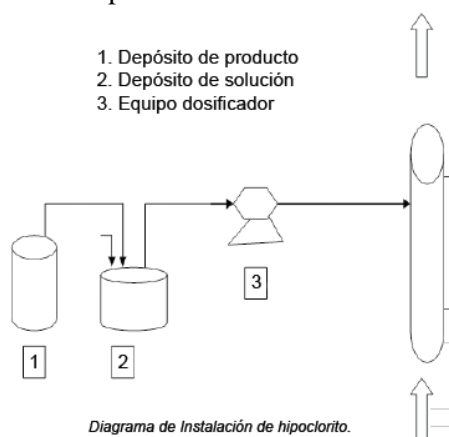 1. Depósito de producto
2. Depósito de solución
3. Equipo dosificador
3
1
2
Diagrama de Instalación de hipoclorito.